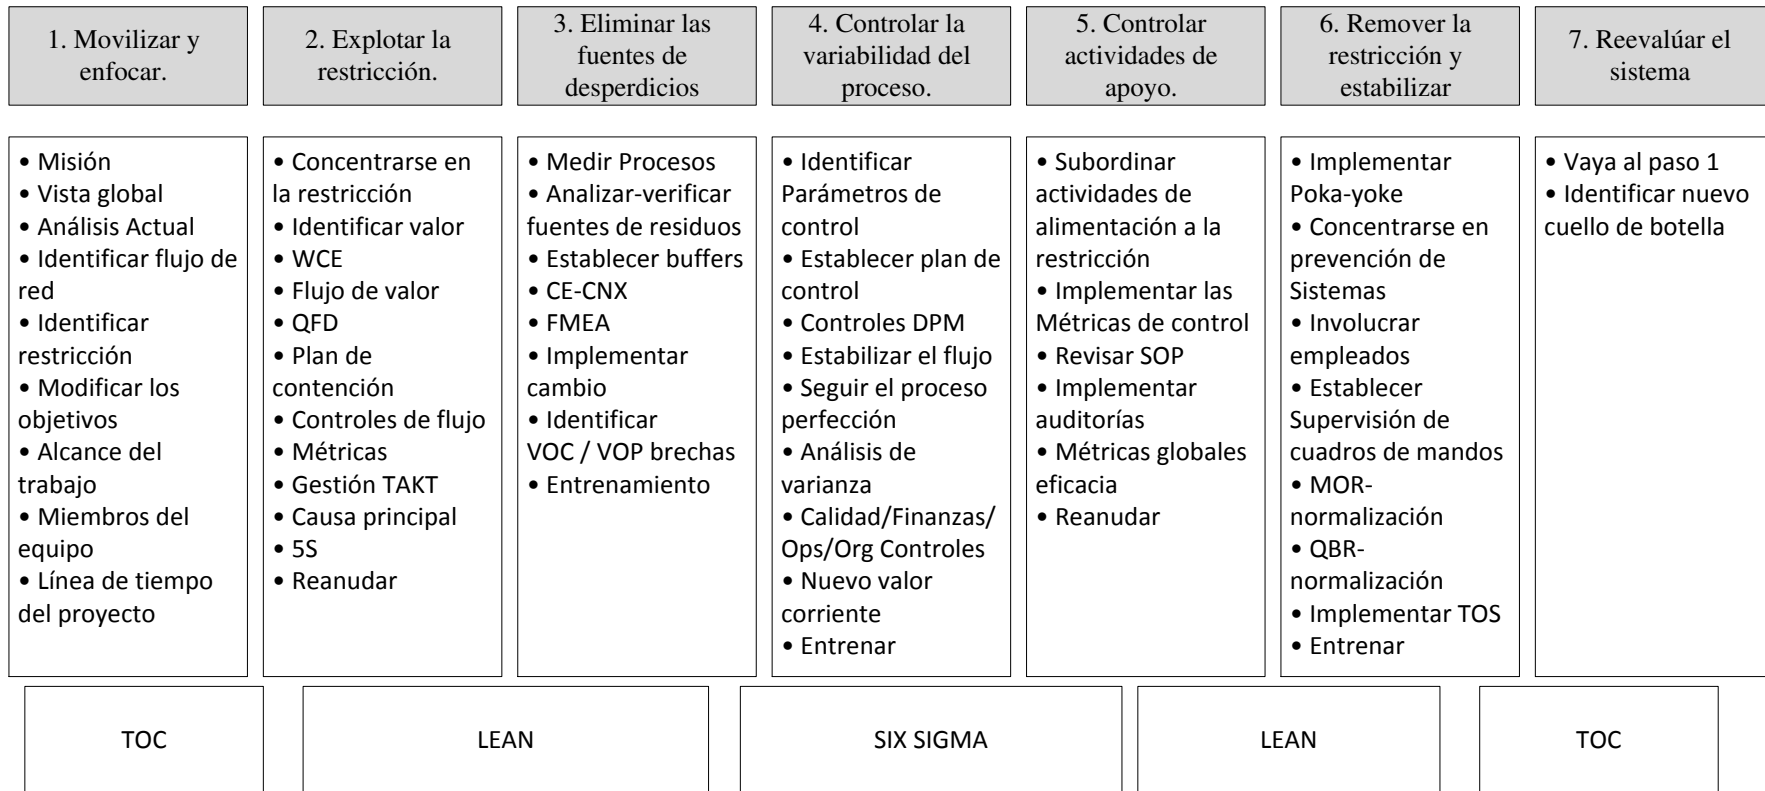 1. Movilizar y
enfocar.
2. Explotar la
restricción.
3. Eliminar las
fuentes de
desperdicios
4. Controlar la
variabilidad del
proceso.
5. Controlar
actividades de
apoyo.
6. Remover la
restricción y
estabilizar
7. Reevalúar el
sistema
• Misión
• Vista global
• Análisis Actual
• Identificar flujo de
red
• Identificar
restricción
• Modificar los
objetivos
• Alcance del
trabajo
• Miembros del
equipo
• Línea de tiempo
del proyecto
• Concentrarse en
la restricción
• Identificar valor
• WCE
• Flujo de valor
• QFD
• Plan de
contención
• Controles de flujo
• Métricas
• Gestión TAKT
• Causa principal
• 5S
• Reanudar
• Medir Procesos
• Analizar-verificar
fuentes de residuos
• Establecer buffers
• CE-CNX
• FMEA
• Implementar
cambio
• Identificar
VOC / VOP brechas
• Entrenamiento
• Identificar
Parámetros de
control
• Establecer plan de
control
• Controles DPM
• Estabilizar el flujo
• Seguir el proceso
perfección
• Análisis de
varianza
• Calidad/Finanzas/
Ops/Org Controles
• Nuevo valor
corriente
• Entrenar
• Subordinar
actividades de
alimentación a la
restricción
• Implementar las
Métricas de control
• Revisar SOP
• Implementar
auditorías
• Métricas globales
eficacia
• Reanudar
• Implementar
Poka-yoke
• Concentrarse en
prevención de
Sistemas
• Involucrar
empleados
• Establecer
Supervisión de
cuadros de mandos
• MOR-
normalización
• QBR-
normalización
• Implementar TOS
• Entrenar
• Vaya al paso 1
• Identificar nuevo
cuello de botella
TOC
LEAN
SIX SIGMA
LEAN
TOC